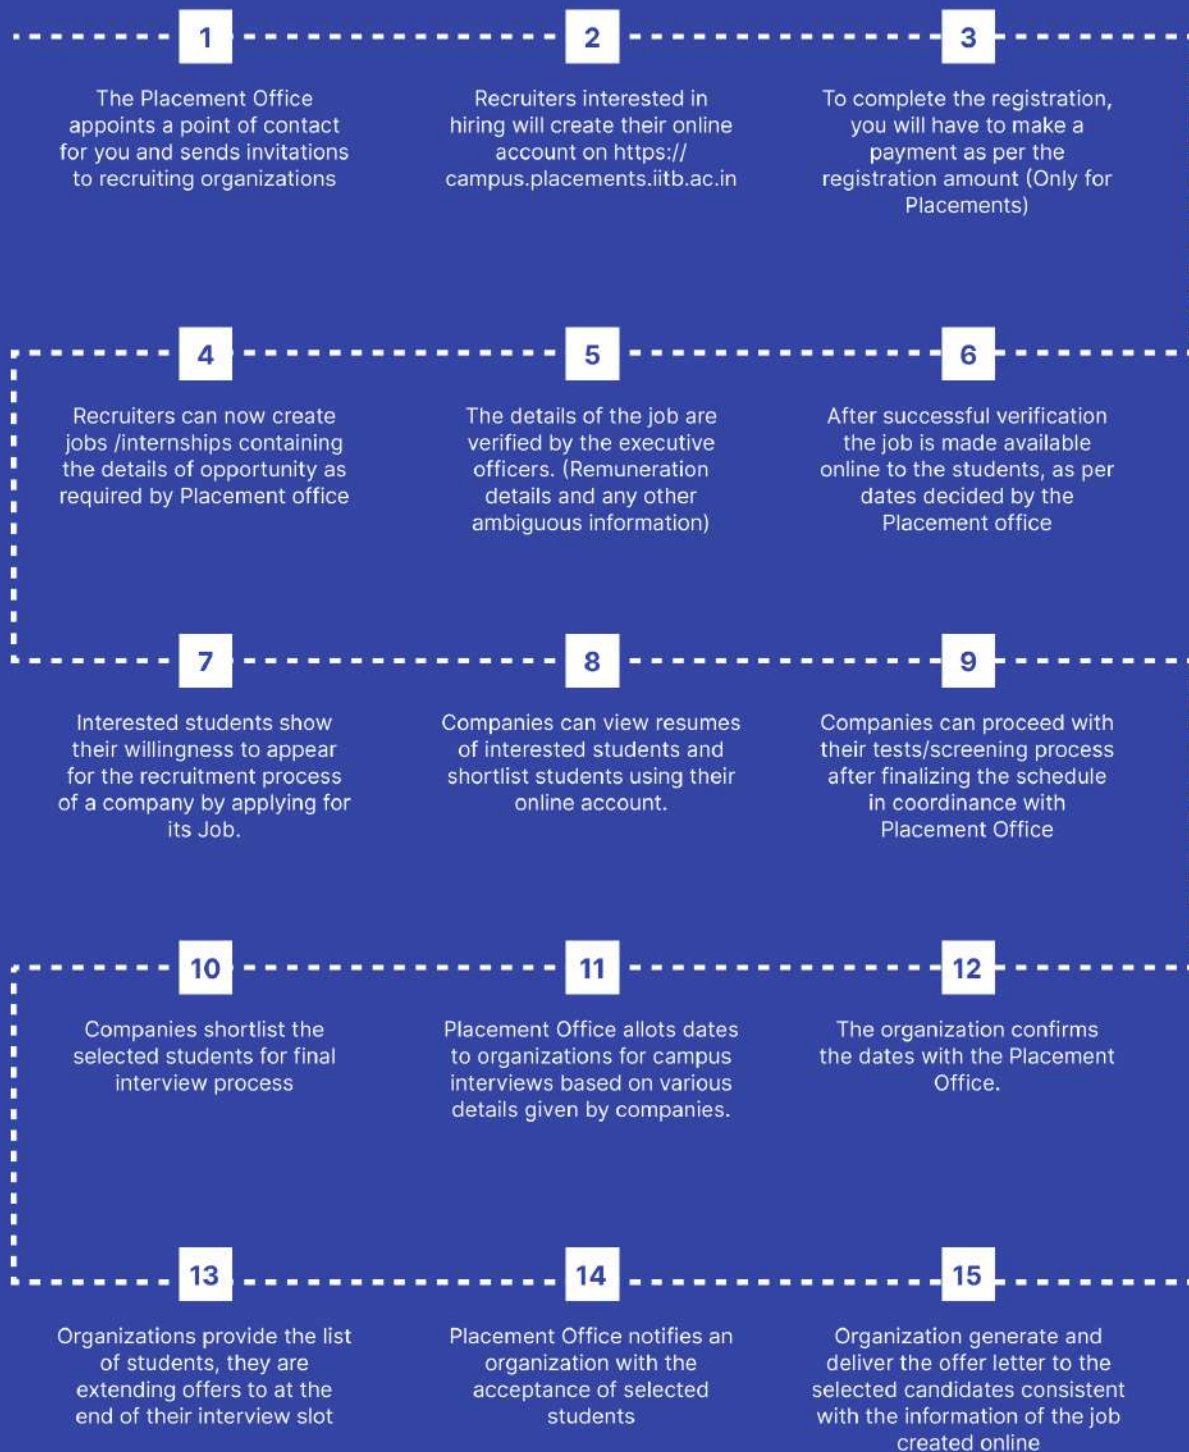 1
The Placement Office
appoints a point of contact
for you and sends invitations
to recruiting organizations
2
Recruiters interested in
hiring will create their online
account on https://
campus.placements.iitb.ac.in
3
To complete the registration,
you will have to make a
payment as per the
registration amount (Only for
Placements)
4
Recruiters can now create
jobs /internships containing
the details of opportunity as
required by Placement office
5
The details of the job are
verified by the executive
officers. (Remuneration
details and any other
ambiguous information)
6
After successful verification
the job is made available
online to the students, as per
dates decided by the
Placement office
7
Interested students show
their willingness to appear
for the recruitment process
of a company by applying for
its Job.
8
Companies can view resumes
of interested students and
shortlist students using their
online account.
9
Companies can proceed with
their tests/screening process
after finalizing the schedule
in coordinance with
Placement Office
10
Companies shortlist the
selected students for final
interview process
11
Placement Office allots dates
to organizations for campus
interviews based on various
details given by companies.
12
The organization confirms
the dates with the Placement
Office.
13
Organizations provide the list
of students, they are
extending offers to at the
end of their interview slot
14
Placement Office notifies an
organization with the
acceptance of selected
students
15
Organization generate and
deliver the offer letter to the
selected candidates consistent
with the information of the job
created online